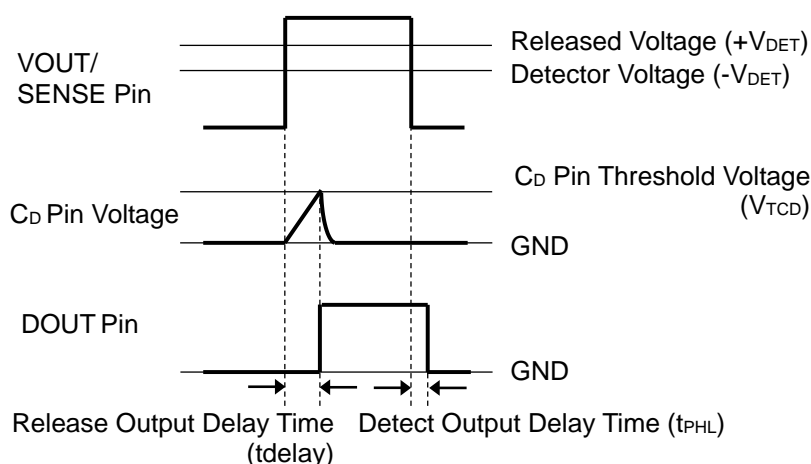 VOUT/
SENSE Pin
Released Voltage (+VDET)
Detector Voltage (-VDET)
CD Pin Voltage
CD Pin Threshold Voltage
(VTCD)
GND
DOUT Pin
GND
Release Output Delay Time
(tdelay)
Detect Output Delay Time (tPHL)